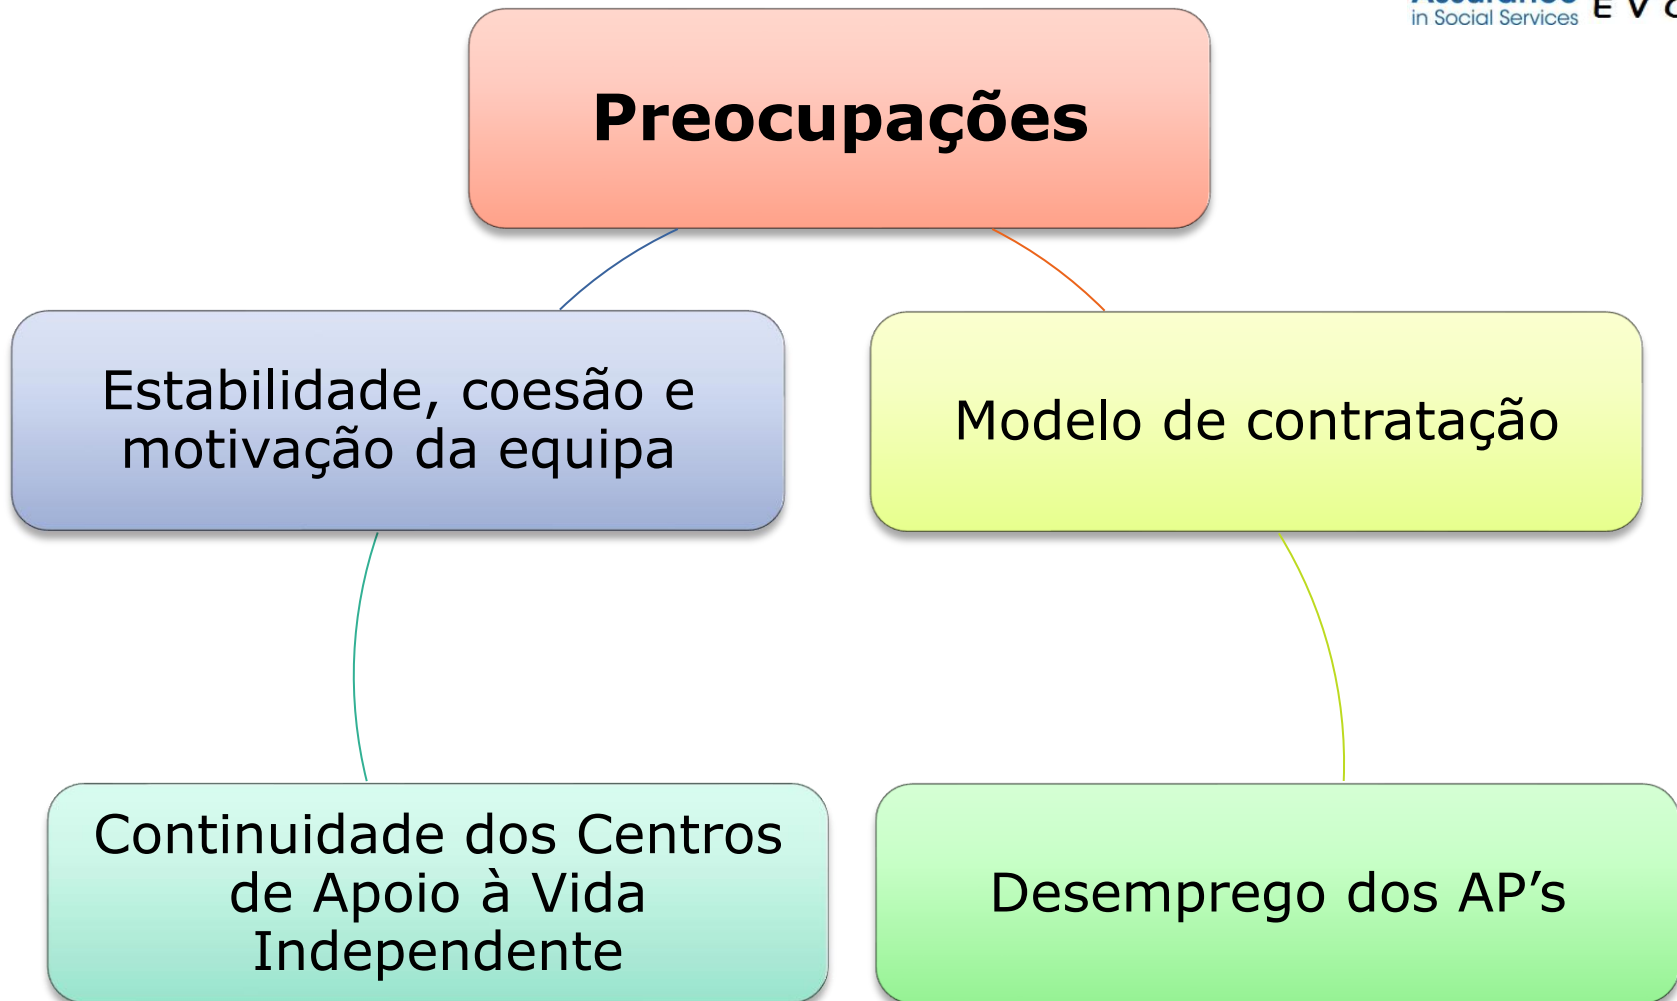 in Social Services
Preocupações
Estabilidade, coesão e
motivação da equipa
Modelo de contratação
Continuidade dos Centros
de Apoio à Vida
Independente
Desemprego dos AP’s